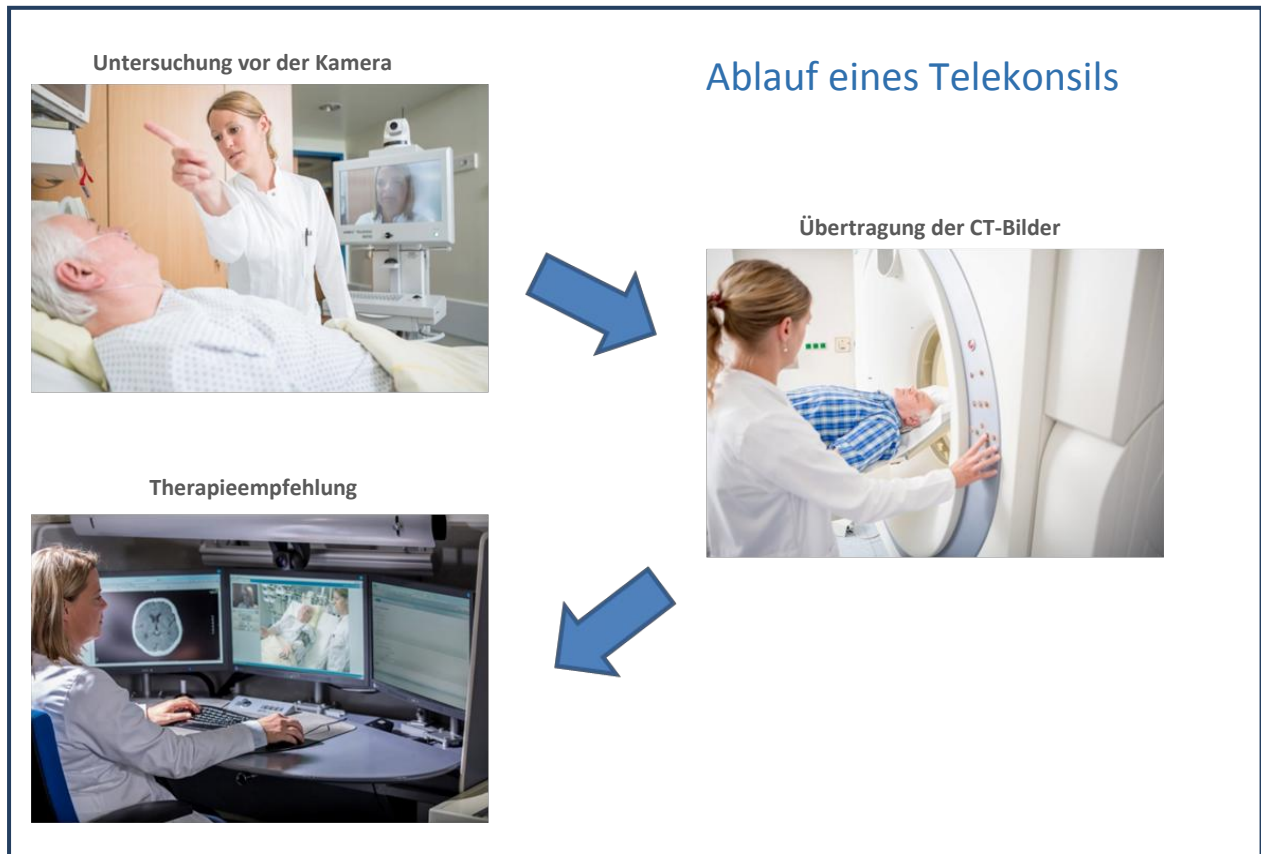 Untersuchung vor der Kamera
Ablauf eines Telekonsils
Übertragung der CT-Bilder
Therapieempfehlung